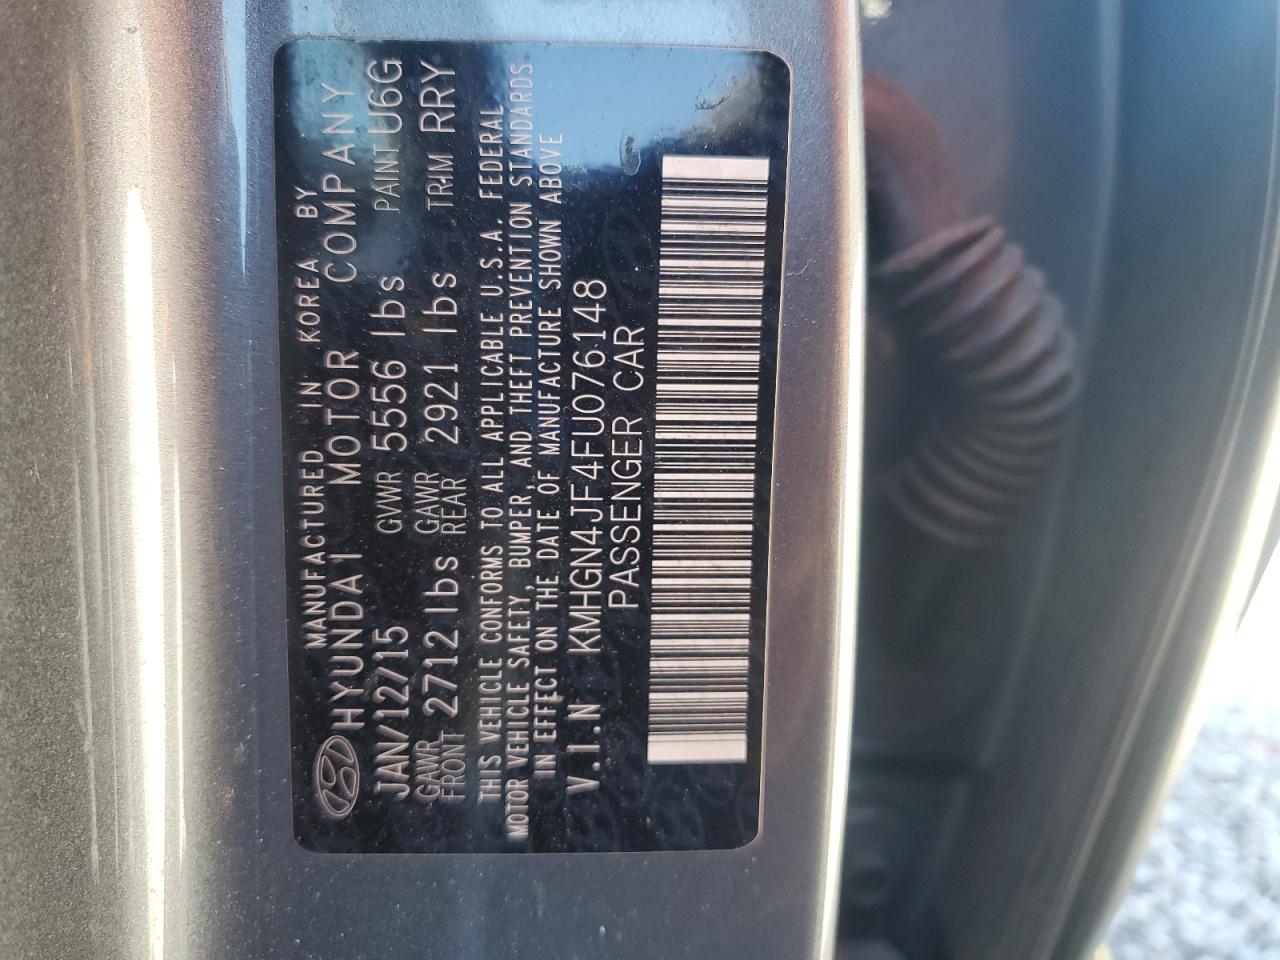 MANUFACTURED IN KOREA BY
HYUNDAI MOTOR COMPANY
JAN/12/15 GVWR 5556 lbs PAINT U6G
GAWR FRONT 2712 lbs GAWR REAR 2921 lbs TRIM RRY
THIS VEHICLE CONFORMS TO ALL APPLICABLE U.S.A. FEDERAL
MOTOR VEHICLE SAFETY, BUMPER, AND THEFT PREVENTION STANDARDS
IN EFFECT ON THE DATE OF MANUFACTURE SHOWN ABOVE
V.I.N KMHGN4JF4FU076148
PASSENGER CAR